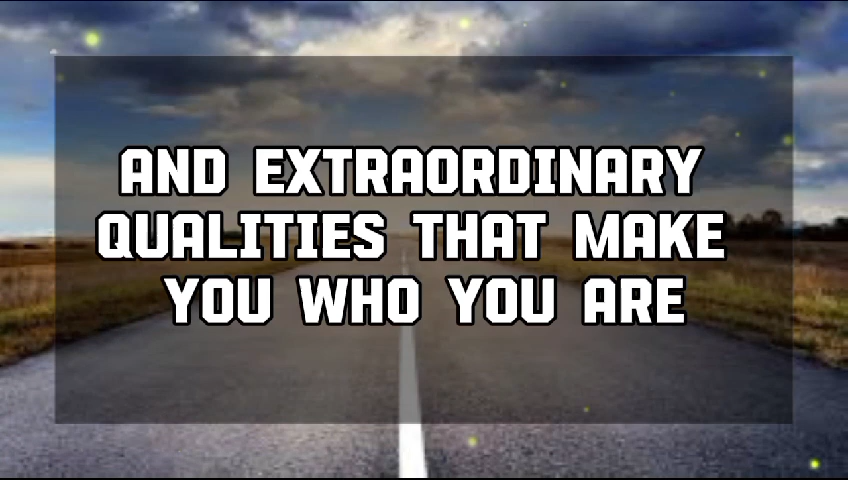 AND EXTRAORDINARY
QUALITIES THAT MAKE
YOU WHO YOU ARE